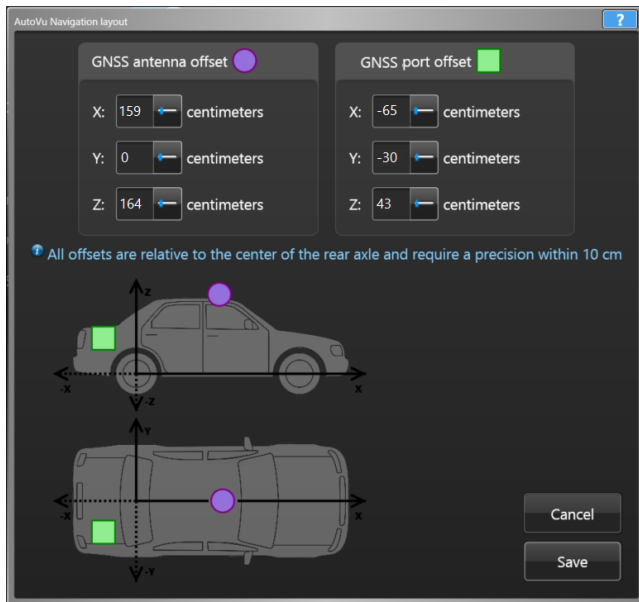 AutoVu Navigation layout
?
GNSS antenna offset
X: 159 centimeters
Y: 0 centimeters
Z: 164 centimeters
GNSS port offset
X: -65 centimeters
Y: -30 centimeters
Z: 43 centimeters
All offsets are relative to the center of the rear axle and require a precision within 10 cm
Z
-X
X
-Z
Y
-X
X
-Y
Cancel
Save